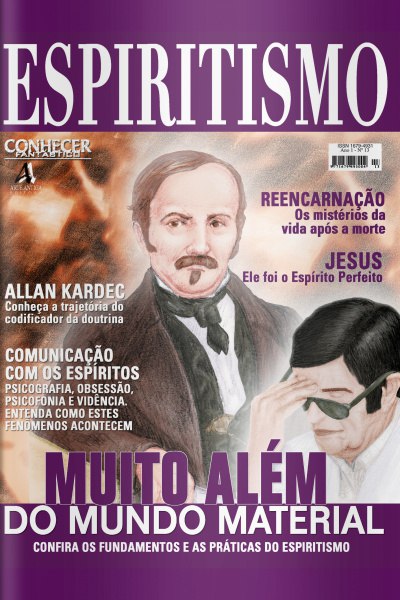 ESPIRITISMO
CONHECER
FANTÁSTICO
ARTE ANTIGA
ISSN 1679-4931
Ano 1 - Nº 13
REENCARNAÇÃO
Os mistérios da
vida após a morte
JESUS
Ele foi o Espírito Perfeito
ALLAN KARDEC
Conheça a trajetória do
codificador da doutrina
COMUNICAÇÃO
COM OS ESPÍRITOS
PSICOGRAFIA, OBSESSÃO,
PSICOFONIA E VIDÊNCIA.
ENTENDA COMO ESTES
FENÔMENOS ACONTECEM
MUITO ALÉM
DO MUNDO MATERIAL
CONFIRA OS FUNDAMENTOS E AS PRÁTICAS DO ESPIRITISMO